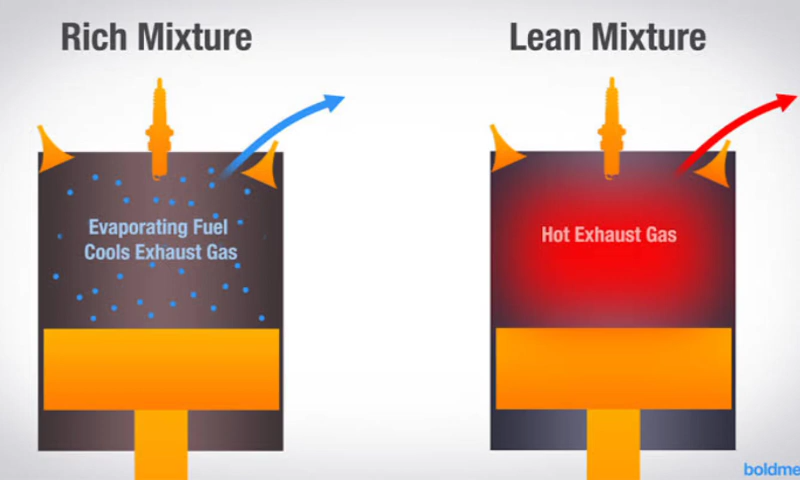 Rich Mixture
Lean Mixture
Evaporating Fuel
Cools Exhaust Gas
Hot Exhaust Gas
boldme